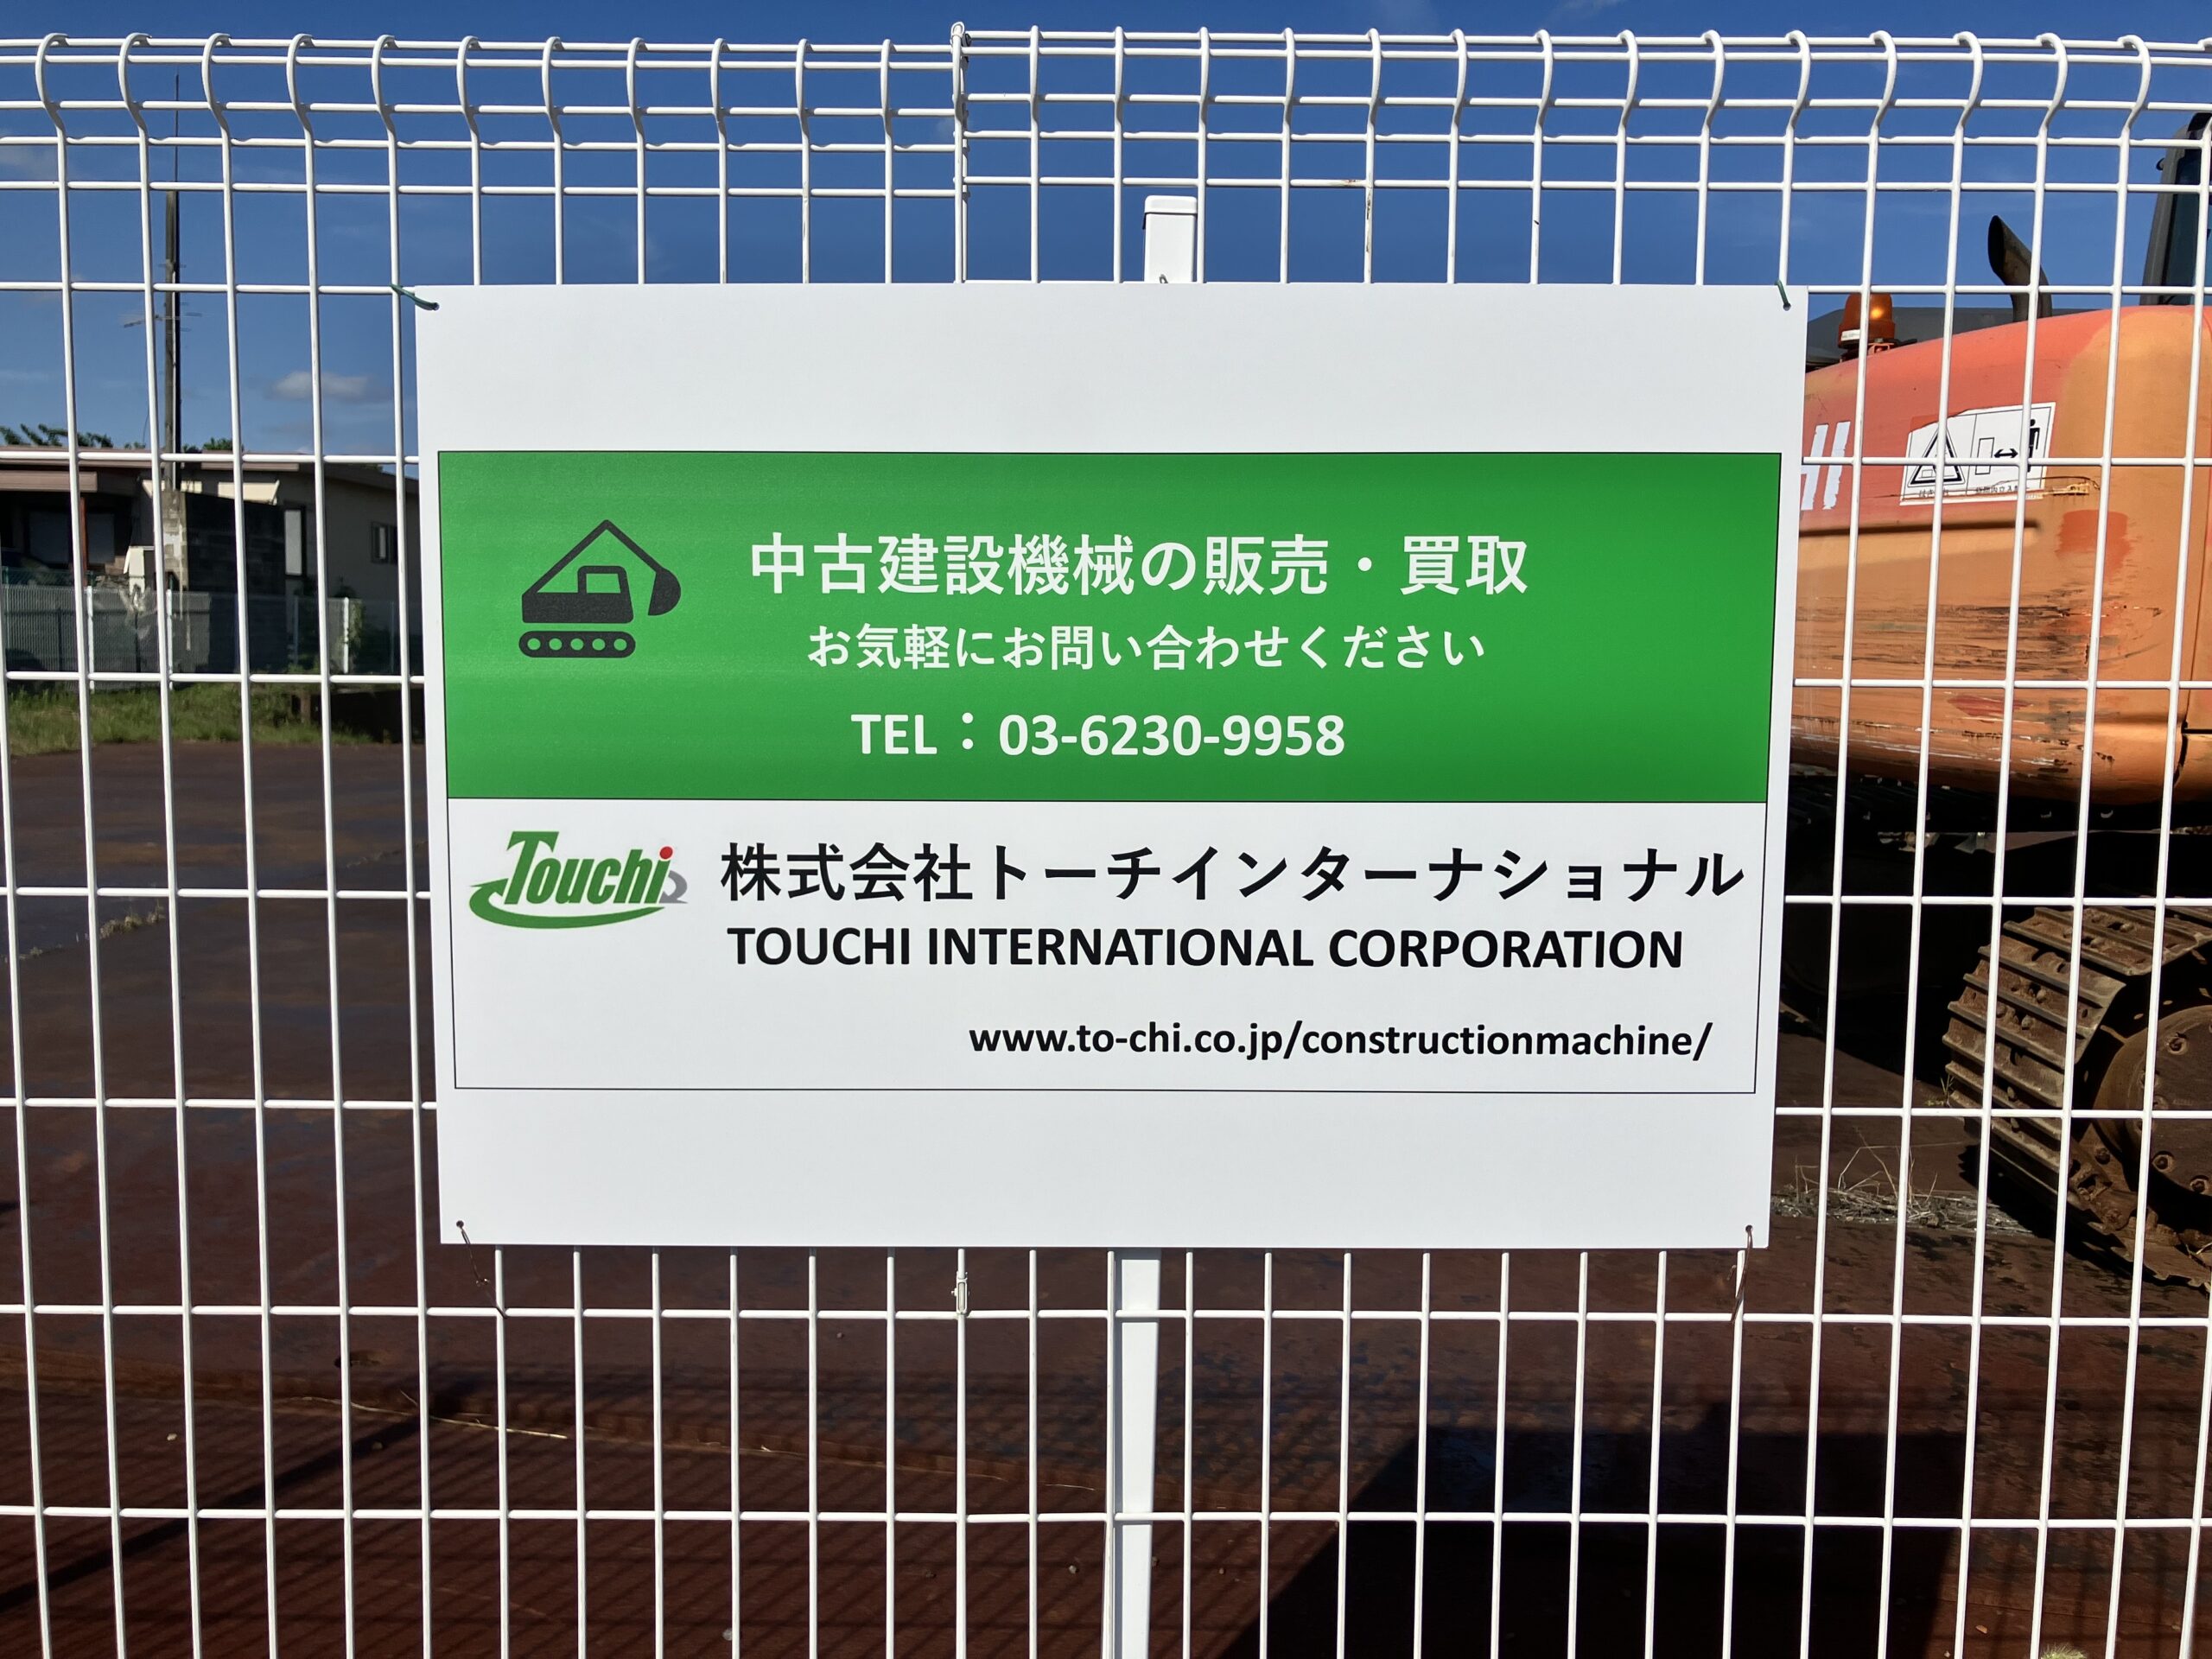 中古建設機械の販売・買取
お気軽にお問い合わせください
TEL：03-6230-9958
Touchi
株式会社トーチインターナショナル
TOUCHI INTERNATIONAL CORPORATION
www.to-chi.co.jp/constructionmachine/